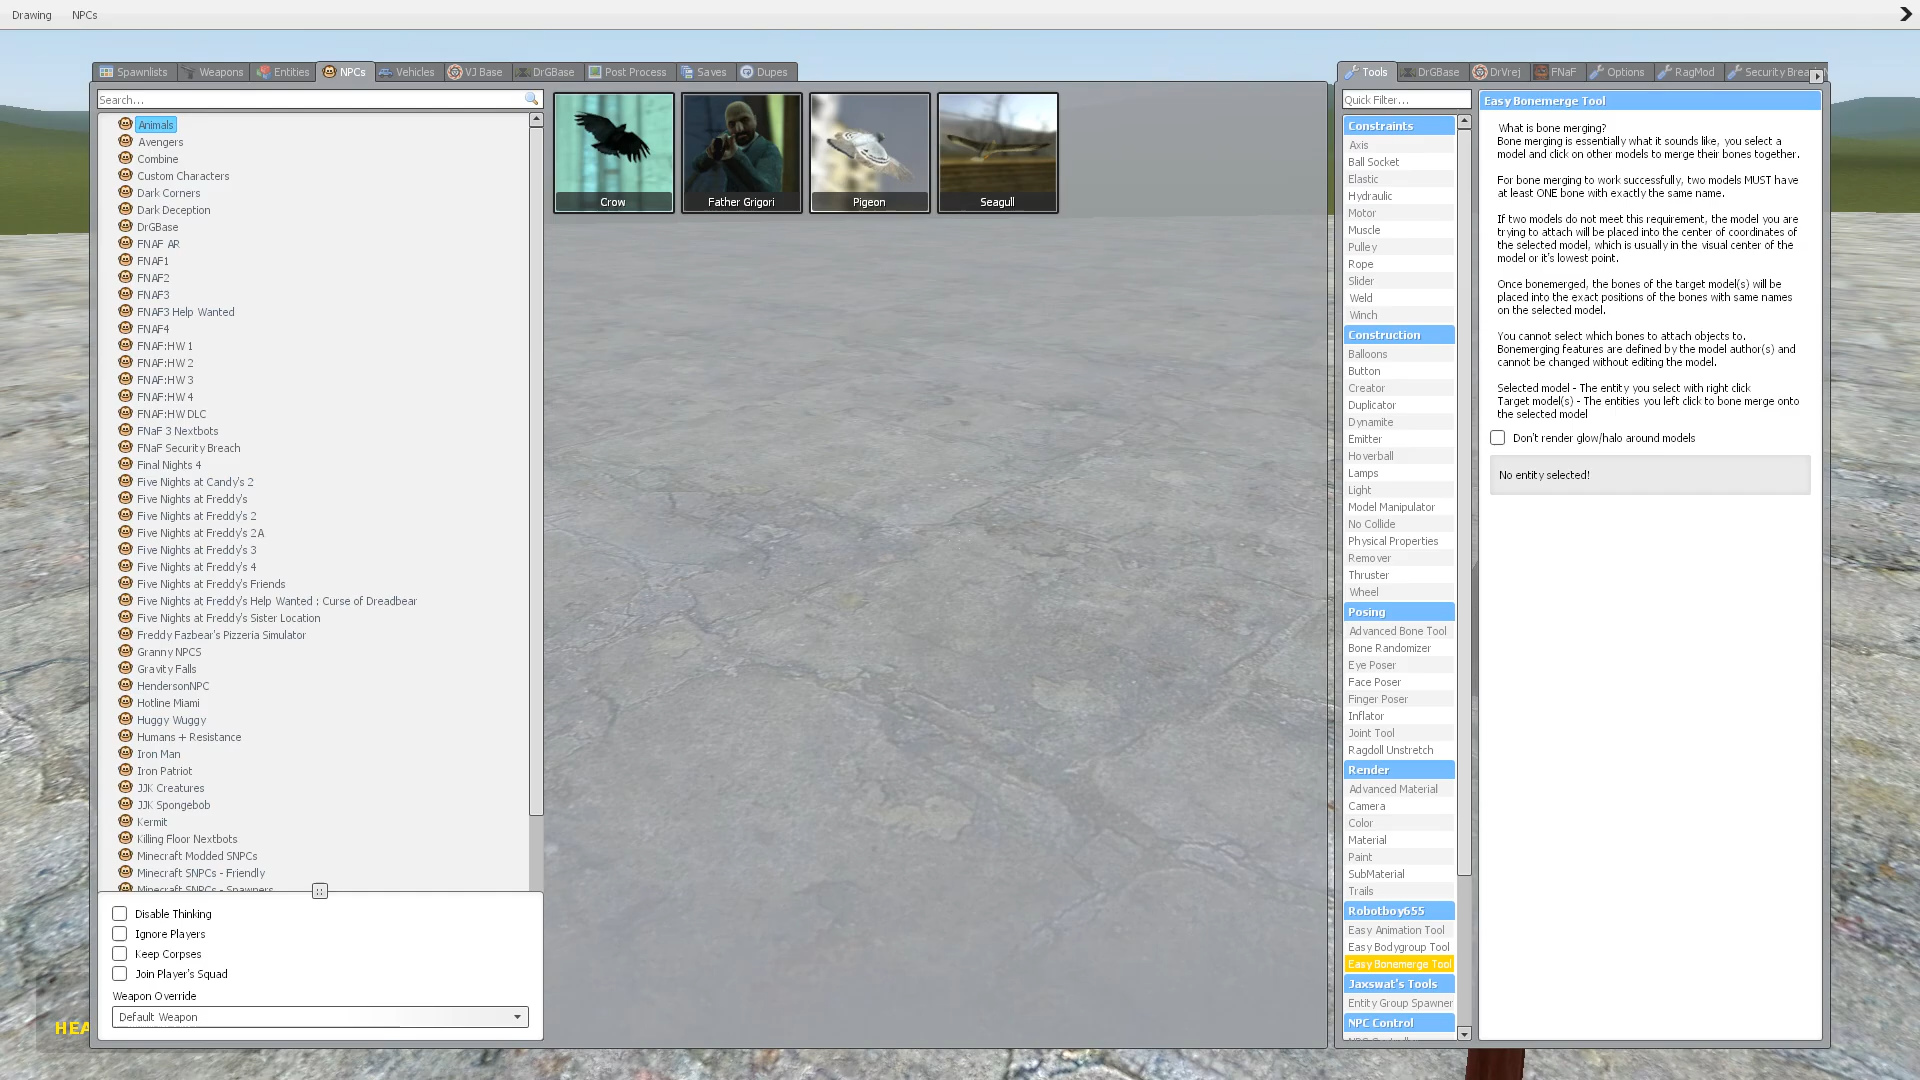 Drawing NPCs
Spawnlists Weapons Entities NPCs Vehicles VJ Base DrGBase Post Process Saves Dupes
Search...
Animals
Avengers
Combine
Custom Characters
Dark Corners
Dark Deception
DrGBase
FNAF AR
FNAF1
FNAF2
FNAF3
FNAF3 Help Wanted
FNAF4
FNAF:HW 1
FNAF:HW 2
FNAF:HW 3
FNAF:HW 4
FNAF:HW DLC
FNaF 3 Nextbots
FNaF Security Breach
Final Nights 4
Five Nights at Candy's 2
Five Nights at Freddy's
Five Nights at Freddy's 2
Five Nights at Freddy's 2A
Five Nights at Freddy's 3
Five Nights at Freddy's 4
Five Nights at Freddy's Friends
Five Nights at Freddy's Help Wanted : Curse of Dreadbear
Five Nights at Freddy's Sister Location
Freddy Fazbear's Pizzeria Simulator
Granny NPCS
Gravity Falls
HendersonNPC
Hotline Miami
Huggy Wuggy
Humans + Resistance
Iron Man
Iron Patriot
JJK Creatures
JJK Spongebob
Kermit
Killing Floor Nextbots
Minecraft Modded SNPCs
Minecraft SNPCs - Friendly
Minecraft SNPCs - Spawners
Disable Thinking
Ignore Players
Keep Corpses
Join Player's Squad
Weapon Override
Default Weapon
HEA
Crow
Father Grigori
Pigeon
Seagull
Tools DrGBase DrVrej FNaF Options RagMod Security Brea
Quick Filter...
Constraints
Axis
Ball Socket
Elastic
Hydraulic
Motor
Muscle
Pulley
Rope
Slider
Weld
Winch
Construction
Balloons
Button
Creator
Duplicator
Dynamite
Emitter
Hoverball
Lamps
Light
Model Manipulator
No Collide
Physical Properties
Remover
Thruster
Wheel
Posing
Advanced Bone Tool
Bone Randomizer
Eye Poser
Face Poser
Finger Poser
Inflator
Joint Tool
Ragdoll Unstretch
Render
Advanced Material
Camera
Color
Material
Paint
SubMaterial
Trails
Robotboy655
Easy Animation Tool
Easy Bodygroup Tool
Easy Bonemerge Tool
Jaxswat's Tools
Entity Group Spawner
NPC Control
Easy Bonemerge Tool
What is bone merging?
Bone merging is essentially what it sounds like, you select a
model and click on other models to merge their bones together.
For bone merging to work successfully, two models MUST have
at least ONE bone with exactly the same name.
If two models do not meet this requirement, the model you are
trying to attach will be placed into the center of coordinates of
the selected model, which is usually in the visual center of the
model or it's lowest point.
Once bonemerged, the bones of the target model(s) will be
placed into the exact positions of the bones with same names
on the selected model.
You cannot select which bones to attach objects to.
Bonemerging features are defined by the model author(s) and
cannot be changed without editing the model.
Selected model - The entity you select with right click
Target model(s) - The entities you left click to bone merge onto
the selected model
Don't render glow/halo around models
No entity selected!